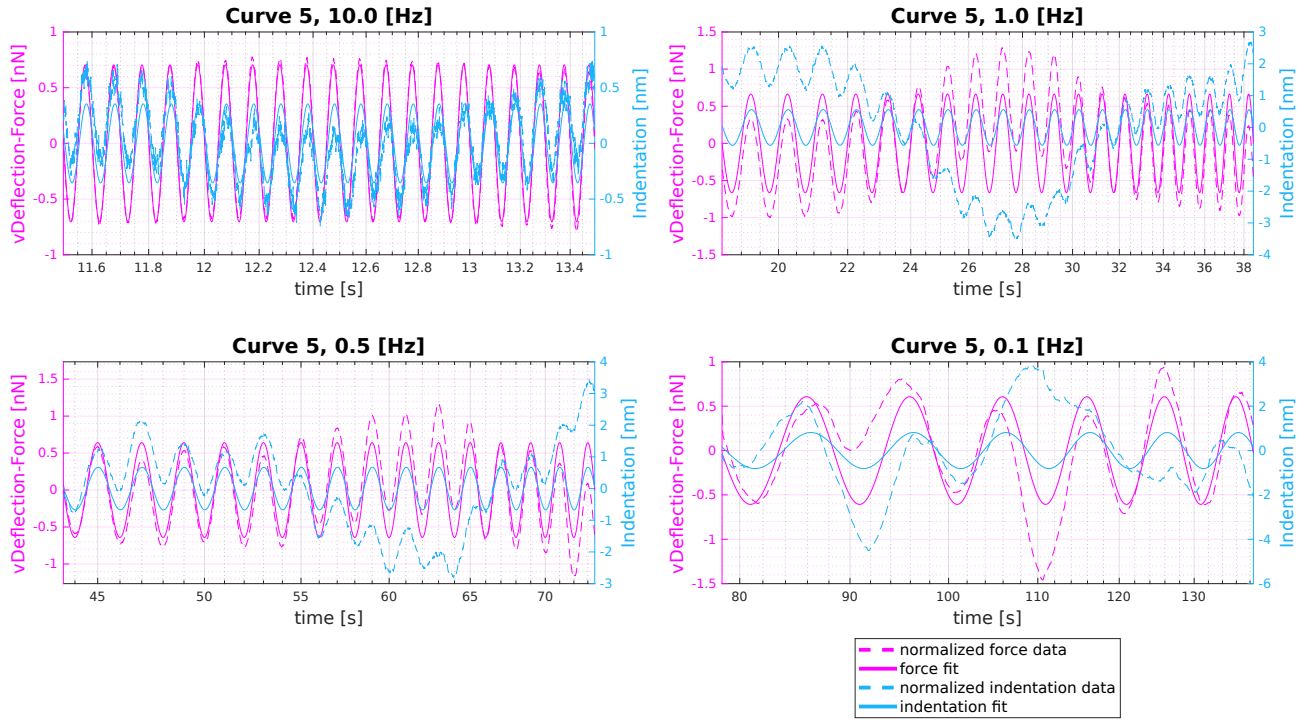 Curve 5, 10.0 [Hz]
vDeflection-Force [nN]
1
0.5
0
-0.5
-1
1
0.5
0
-0.5
-1
Indentation [nm]
11.6 11.8 12 12.2 12.4 12.6 12.8 13 13.2 13.4
time [s]
Curve 5, 1.0 [Hz]
vDeflection-Force [nN]
1.5
1
0.5
0
-0.5
-1
-1.5
3
2
1
0
-1
-2
-3
-4
Indentation [nm]
20 22 24 26 28 30 32 34 36 38
time [s]
Curve 5, 0.5 [Hz]
vDeflection-Force [nN]
1.5
1
0.5
0
-0.5
-1
4
3
2
1
0
-1
-2
-3
Indentation [nm]
45 50 55 60 65 70
time [s]
Curve 5, 0.1 [Hz]
vDeflection-Force [nN]
1
0.5
0
-0.5
-1
-1.5
4
2
0
-2
-4
-6
Indentation [nm]
80 90 100 110 120 130
time [s]
normalized force data
force fit
normalized indentation data
indentation fit